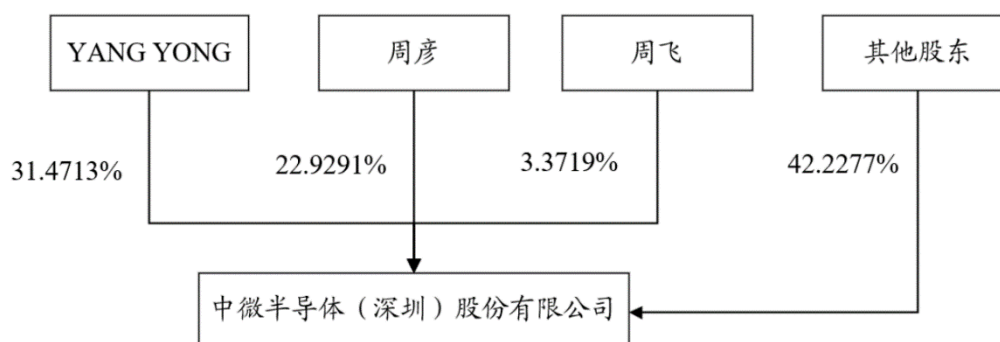 YANG YONG
周彦
周飞
其他股东
31.4713%
22.9291%
3.3719%
42.2277%
中微半导体（深圳）股份有限公司